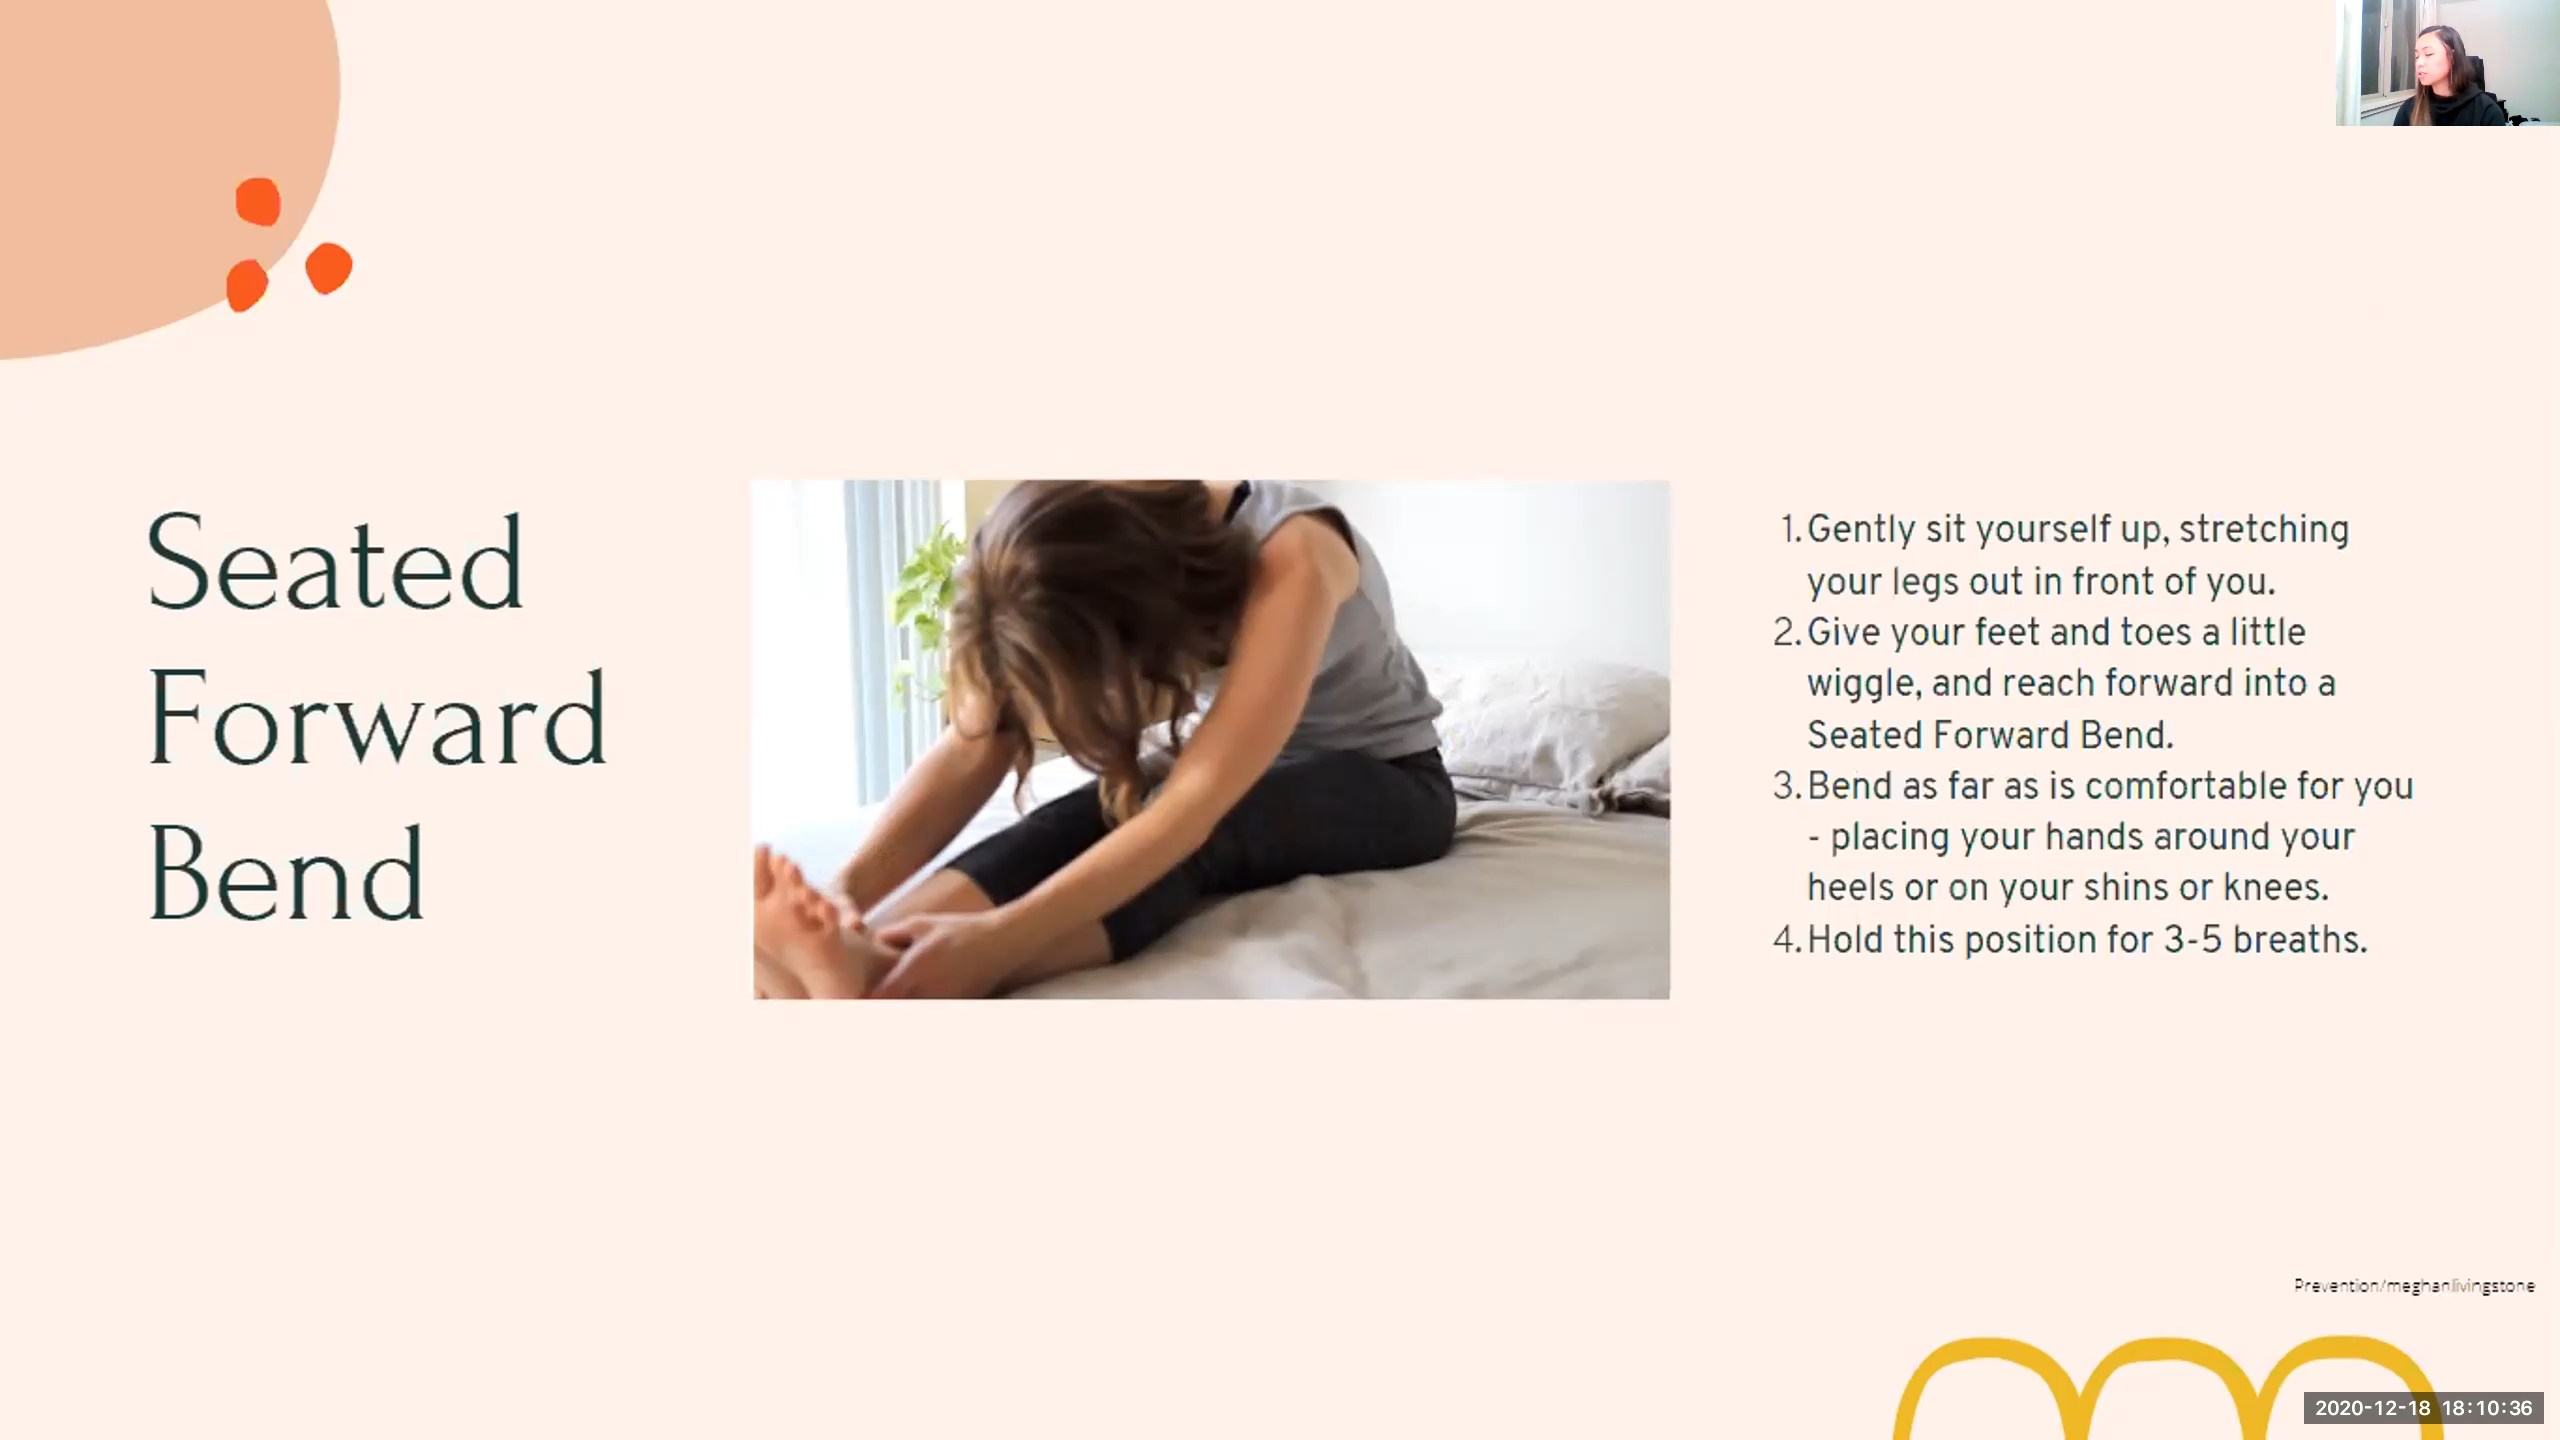 Seated
Forward
Bend
1. Gently sit yourself up, stretching
your legs out in front of you.
2. Give your feet and toes a little
wiggle, and reach forward into a
Seated Forward Bend.
3. Bend as far as is comfortable for you
- placing your hands around your
heels or on your shins or knees.
4. Hold this position for 3-5 breaths.
Prevention/meghanlivingstone
2020-12-18 18:10:36